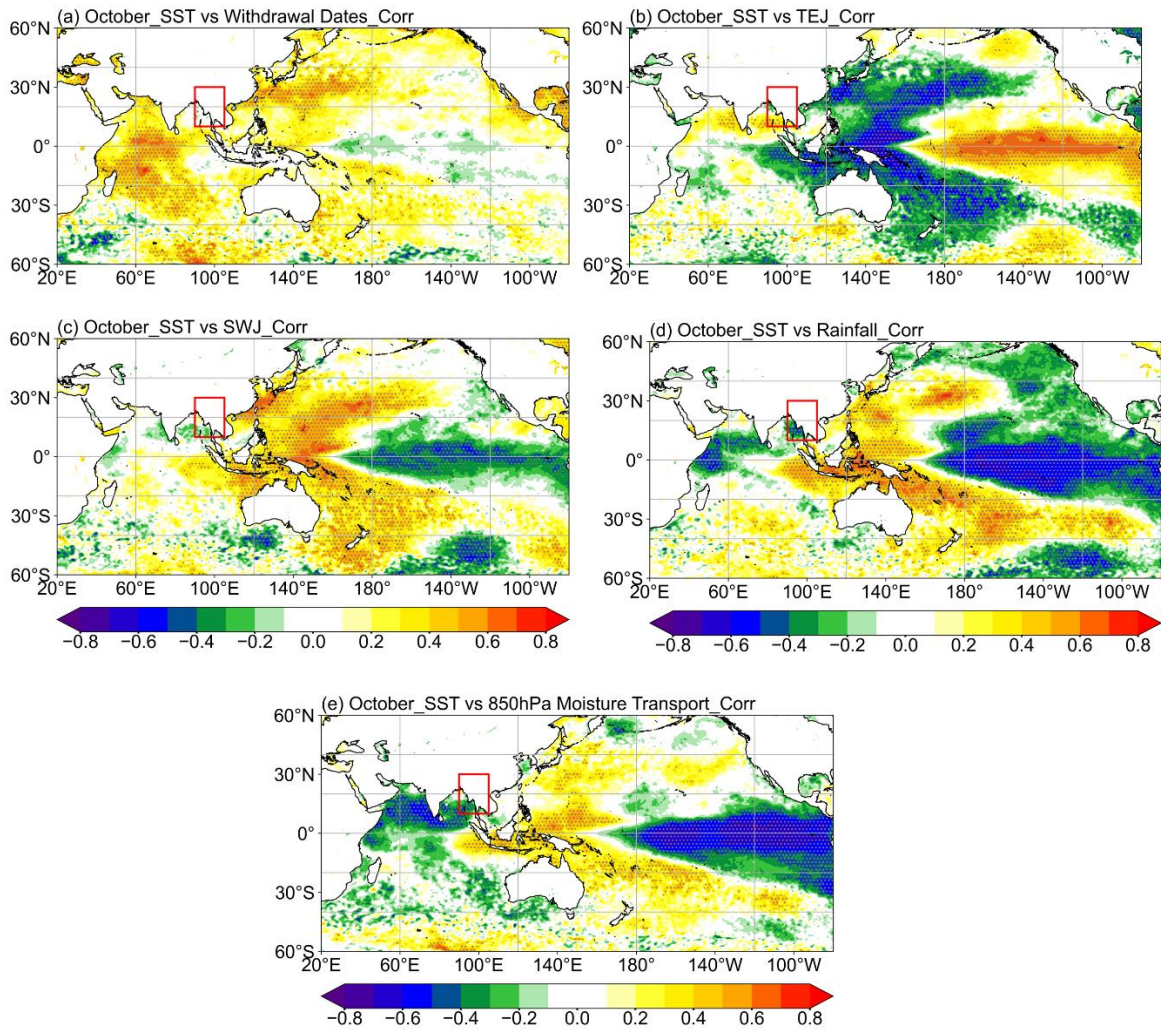 (a) October_SST vs Withdrawal Dates_Corr
60°N
30°N
0°
30°S
60°S
20°E 60°E 100°E 140°E 180° 140°W 100°W
(b) October_SST vs TEJ_Corr
60°N
30°N
0°
30°S
60°S
20°E 60°E 100°E 140°E 180° 140°W 100°W
(c) October_SST vs SWJ_Corr
60°N
30°N
0°
30°S
60°S
20°E 60°E 100°E 140°E 180° 140°W 100°W
−0.8 −0.6 −0.4 −0.2 0.0 0.2 0.4 0.6 0.8
(d) October_SST vs Rainfall_Corr
60°N
30°N
0°
30°S
60°S
20°E 60°E 100°E 140°E 180° 140°W 100°W
−0.8 −0.6 −0.4 −0.2 0.0 0.2 0.4 0.6 0.8
(e) October_SST vs 850hPa Moisture Transport_Corr
60°N
30°N
0°
30°S
60°S
20°E 60°E 100°E 140°E 180° 140°W 100°W
−0.8 −0.6 −0.4 −0.2 0.0 0.2 0.4 0.6 0.8